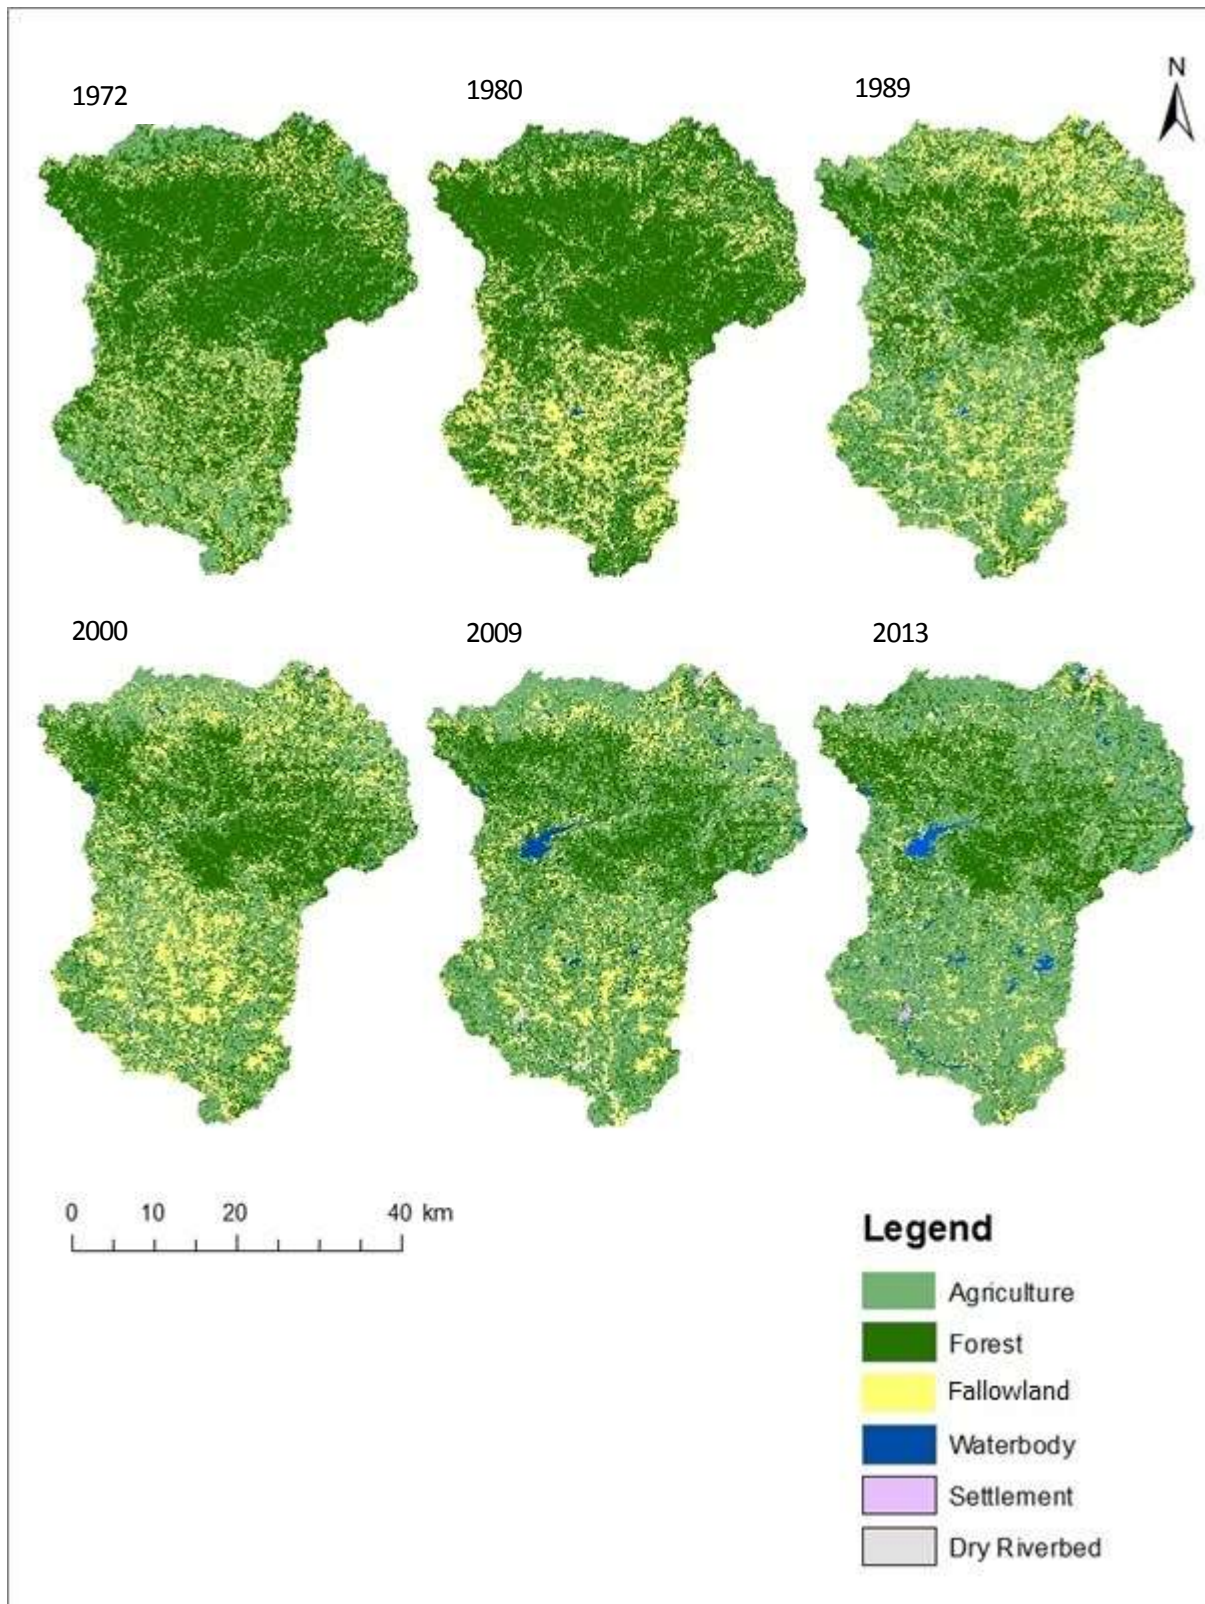 N
1972 1980 1989
2000 2009 2013
0 10 20 40 km
Legend
Agriculture
Forest
Fallowland
Waterbody
Settlement
Dry Riverbed